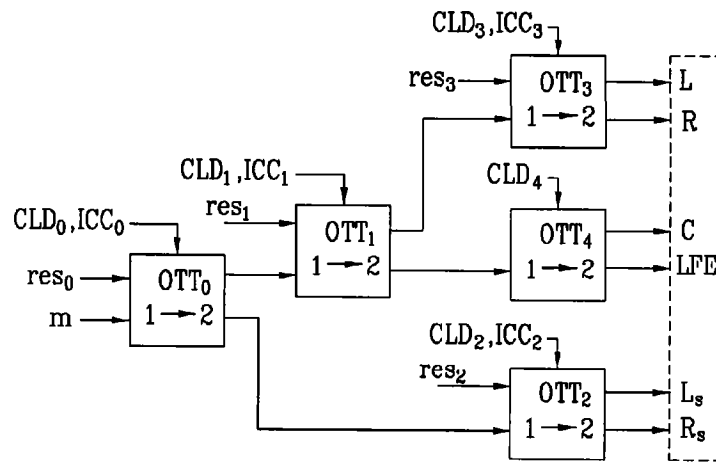 CLD₃,ICC₃
res₃
OTT₃
1 → 2
L
R
CLD₁,ICC₁
res₁
OTT₁
1 → 2
CLD₄
OTT₄
1 → 2
C
LFE
CLD₀,ICC₀
res₀
m
OTT₀
1 → 2
CLD₂,ICC₂
res₂
OTT₂
1 → 2
Lₛ
Rₛ